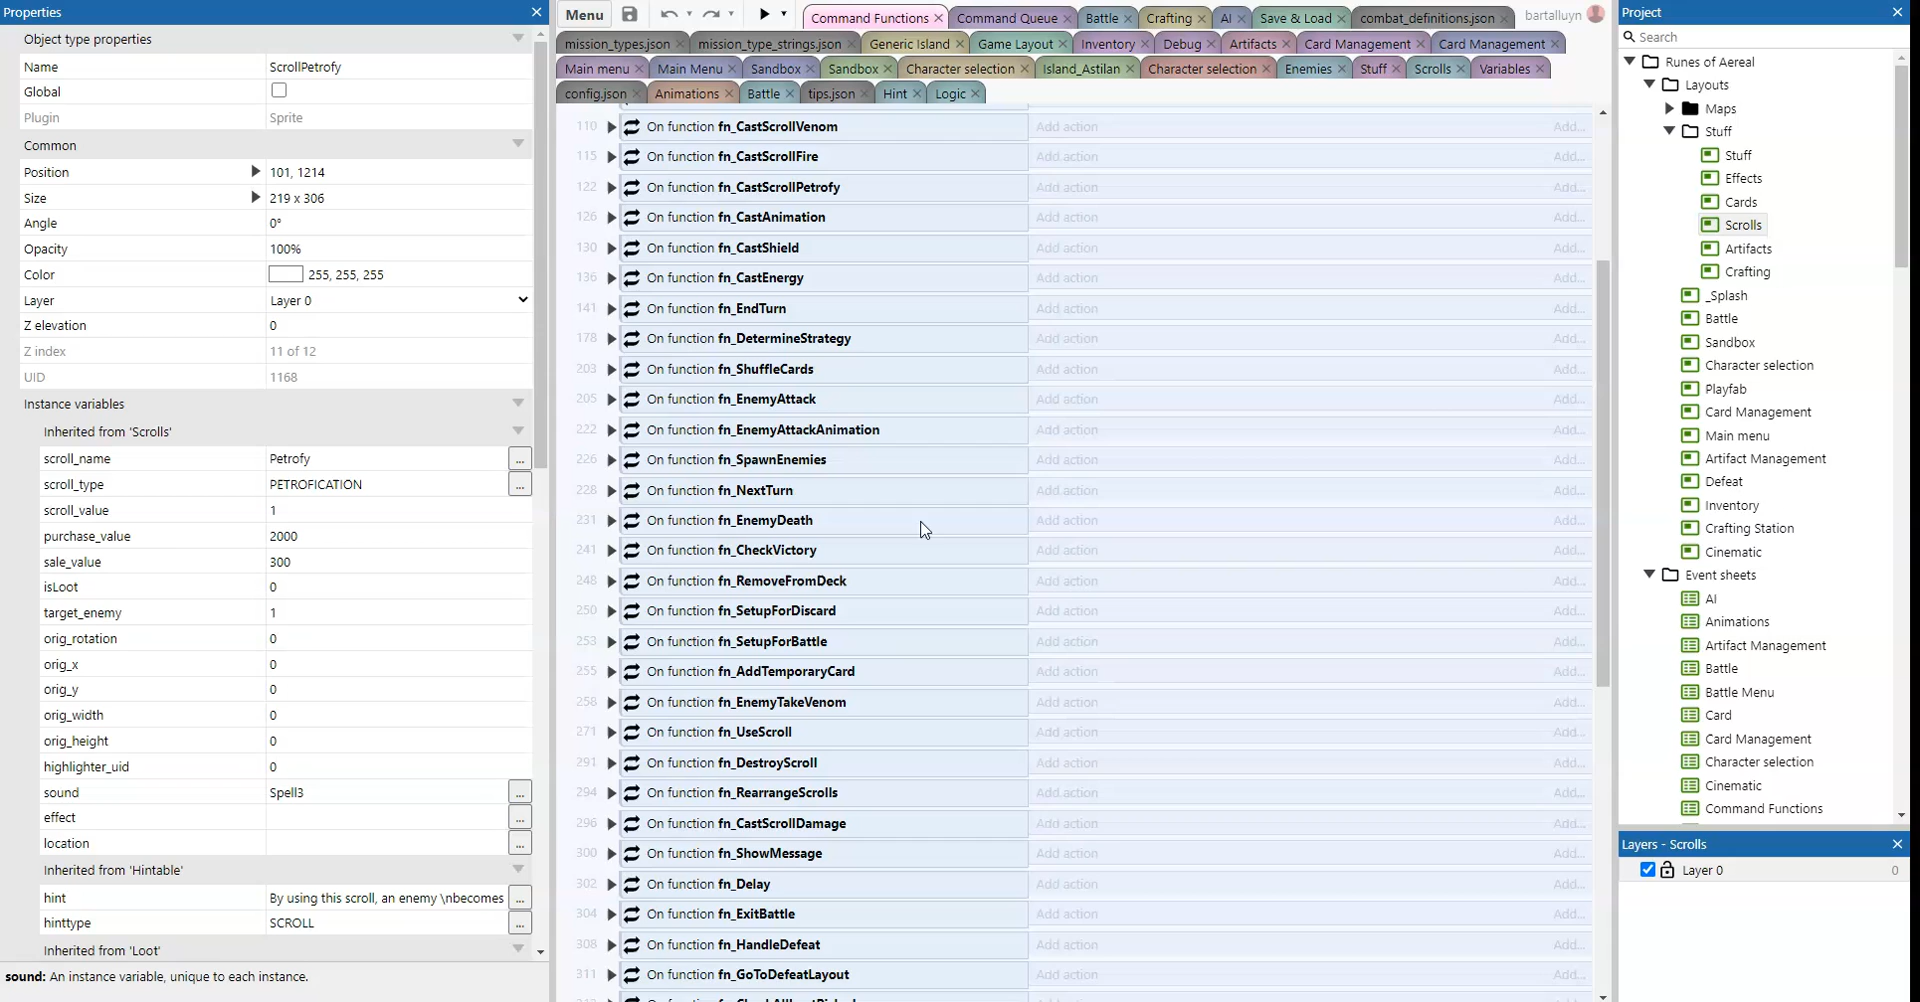 Properties
Object type properties
Name ScrollPetrofy
Global
Plugin Sprite
Common
Position 101, 1214
Size 219 x 306
Angle 0°
Opacity 100%
Color 255, 255, 255
Layer Layer 0
Z elevation 0
Z index 11 of 12
UID 1168
Instance variables
Inherited from 'Scrolls'
scroll_name Petrofy ...
scroll_type PETROFICATION ...
scroll_value 1
purchase_value 2000
sale_value 300
isLoot 0
target_enemy 1
orig_rotation 0
orig_x 0
orig_y 0
orig_width 0
orig_height 0
highlighter_uid 0
sound Spell3 ...
effect ...
location ...
Inherited from 'Hintable'
hint By using this scroll, an enemy \nbecomes ...
hinttype SCROLL ...
Inherited from 'Loot'
sound: An instance variable, unique to each instance.
Menu Command Functions Command Queue Battle Crafting AI Save & Load combat_definitions.json bartalluyn
mission_types.json mission_type_strings.json Generic Island Game Layout Inventory Debug Artifacts Card Management Card Management
Main menu Main Menu Sandbox Sandbox Character selection Island_Astilan Character selection Enemies Stuff Scrolls Variables
config.json Animations Battle tips.json Hint Logic
110 On function fn_CastScrollVenom Add action Add...
115 On function fn_CastScrollFire Add action Add...
122 On function fn_CastScrollPetrofy Add action Add...
126 On function fn_CastAnimation Add action Add...
130 On function fn_CastShield Add action Add...
136 On function fn_CastEnergy Add action Add...
141 On function fn_EndTurn Add action Add...
178 On function fn_DetermineStrategy Add action Add...
203 On function fn_ShuffleCards Add action Add...
205 On function fn_EnemyAttack Add action Add...
222 On function fn_EnemyAttackAnimation Add action Add...
226 On function fn_SpawnEnemies Add action Add...
228 On function fn_NextTurn Add action Add...
231 On function fn_EnemyDeath Add action Add...
241 On function fn_CheckVictory Add action Add...
248 On function fn_RemoveFromDeck Add action Add...
250 On function fn_SetupForDiscard Add action Add...
253 On function fn_SetupForBattle Add action Add...
255 On function fn_AddTemporaryCard Add action Add...
258 On function fn_EnemyTakeVenom Add action Add...
271 On function fn_UseScroll Add action Add...
291 On function fn_DestroyScroll Add action Add...
294 On function fn_RearrangeScrolls Add action Add...
296 On function fn_CastScrollDamage Add action Add...
300 On function fn_ShowMessage Add action Add...
302 On function fn_Delay Add action Add...
304 On function fn_ExitBattle Add action Add...
308 On function fn_HandleDefeat Add action Add...
311 On function fn_GoToDefeatLayout Add action Add...
Project
Search
Runes of Aereal
Layouts
Maps
Stuff
Stuff
Effects
Cards
Scrolls
Artifacts
Crafting
_Splash
Battle
Sandbox
Character selection
Playfab
Card Management
Main menu
Artifact Management
Defeat
Inventory
Crafting Station
Cinematic
Event sheets
AI
Animations
Artifact Management
Battle
Battle Menu
Card
Card Management
Character selection
Cinematic
Command Functions
Layers - Scrolls
Layer 0 0